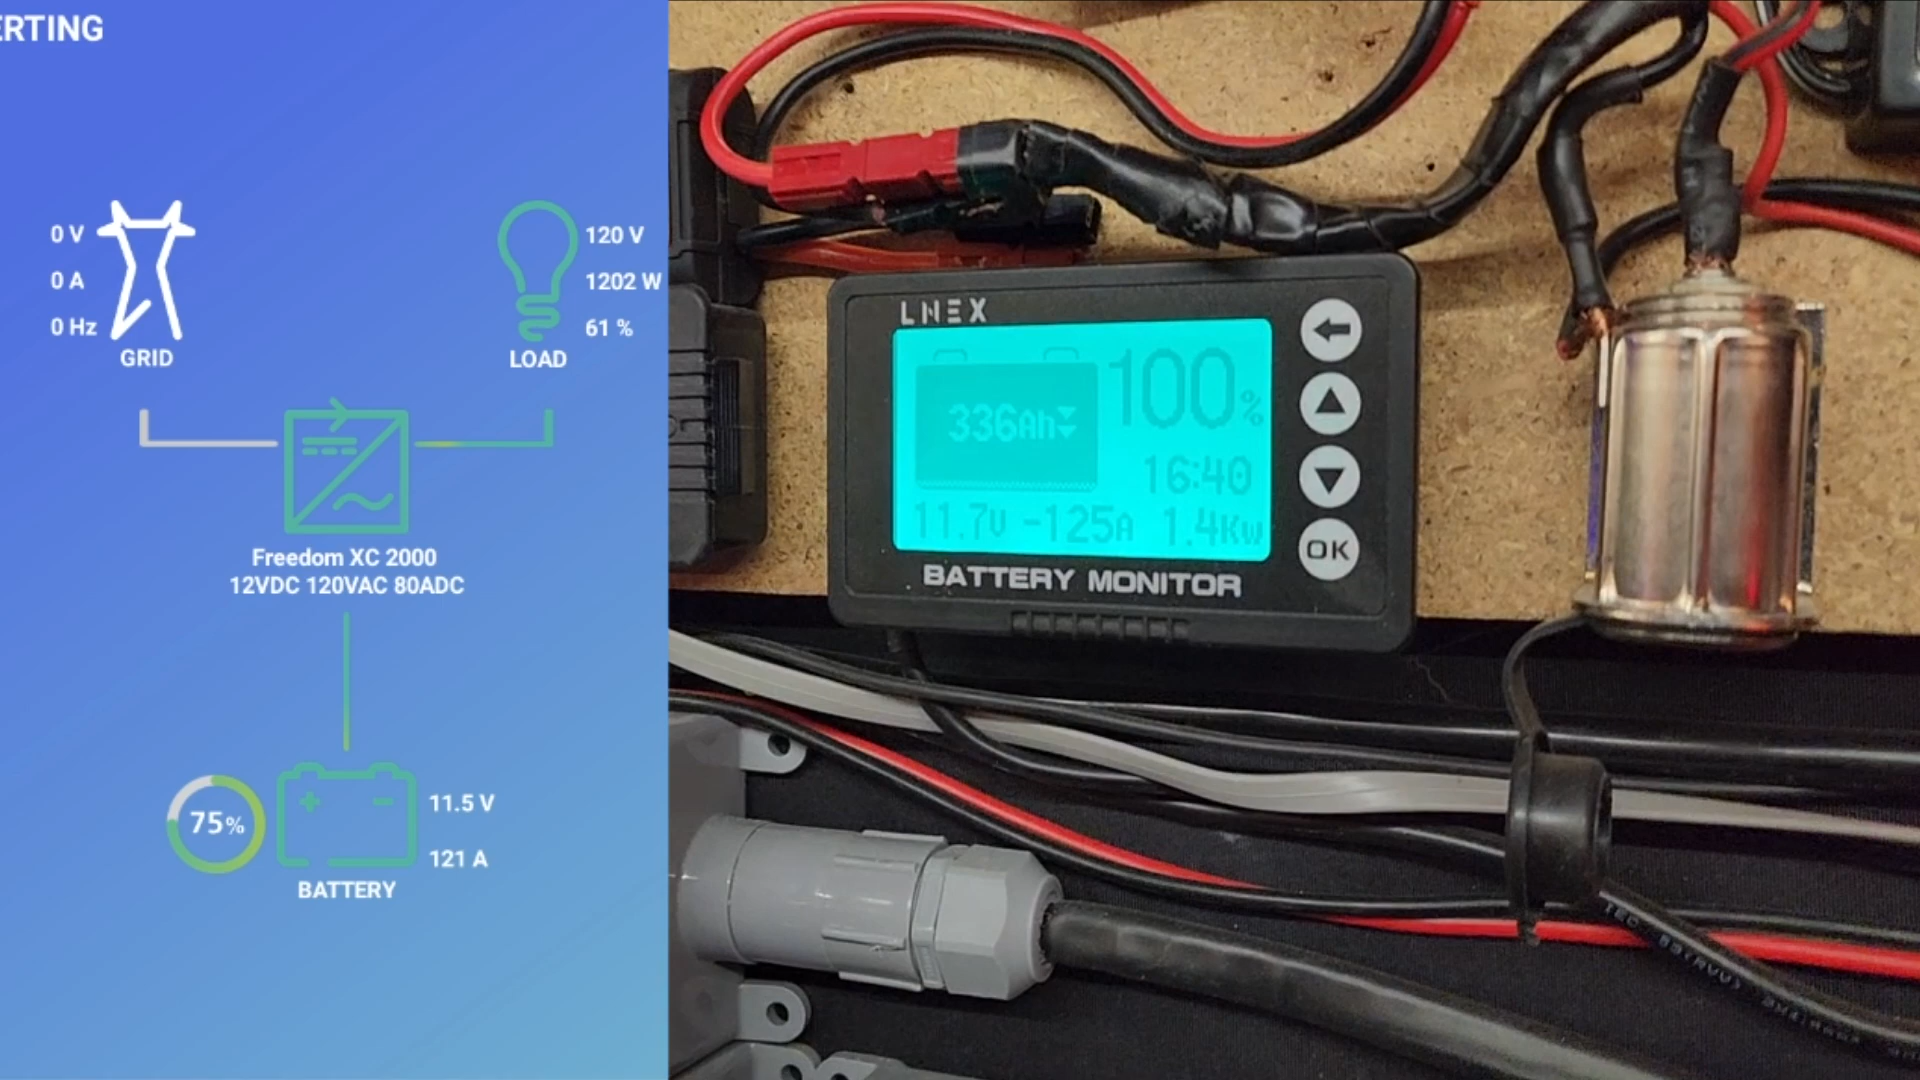 ERTING
0 V
0 A
0 Hz
GRID
120 V
1202 W
61 %
LOAD
Freedom XC 2000
12VDC 120VAC 80ADC
75%
11.5 V
121 A
BATTERY
LNEX
336Ah
100%
16:40
11.7V -125A 1.4Kw
OK
BATTERY MONITOR